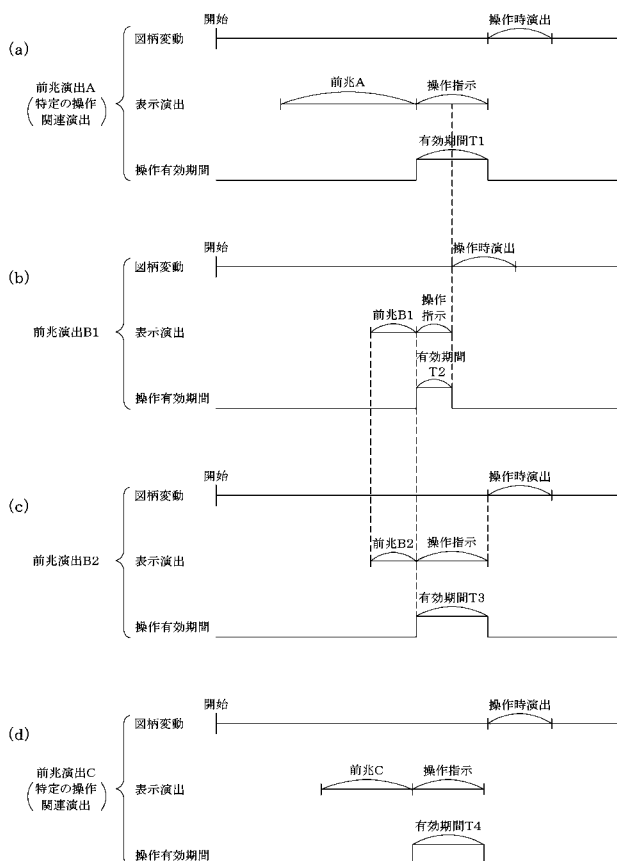 (a)
開始
図柄変動
操作時演出
前兆演出A
(特定の操作
関連演出)
表示演出
前兆A
操作指示
操作有効期間
有効期間T1
(b)
開始
図柄変動
操作時演出
前兆演出B1
表示演出
前兆B1
操作
指示
操作有効期間
有効期間
T2
(c)
開始
図柄変動
操作時演出
前兆演出B2
表示演出
前兆B2
操作指示
操作有効期間
有効期間T3
(d)
開始
図柄変動
操作時演出
前兆演出C
(特定の操作
関連演出)
表示演出
前兆C
操作指示
操作有効期間
有効期間T4